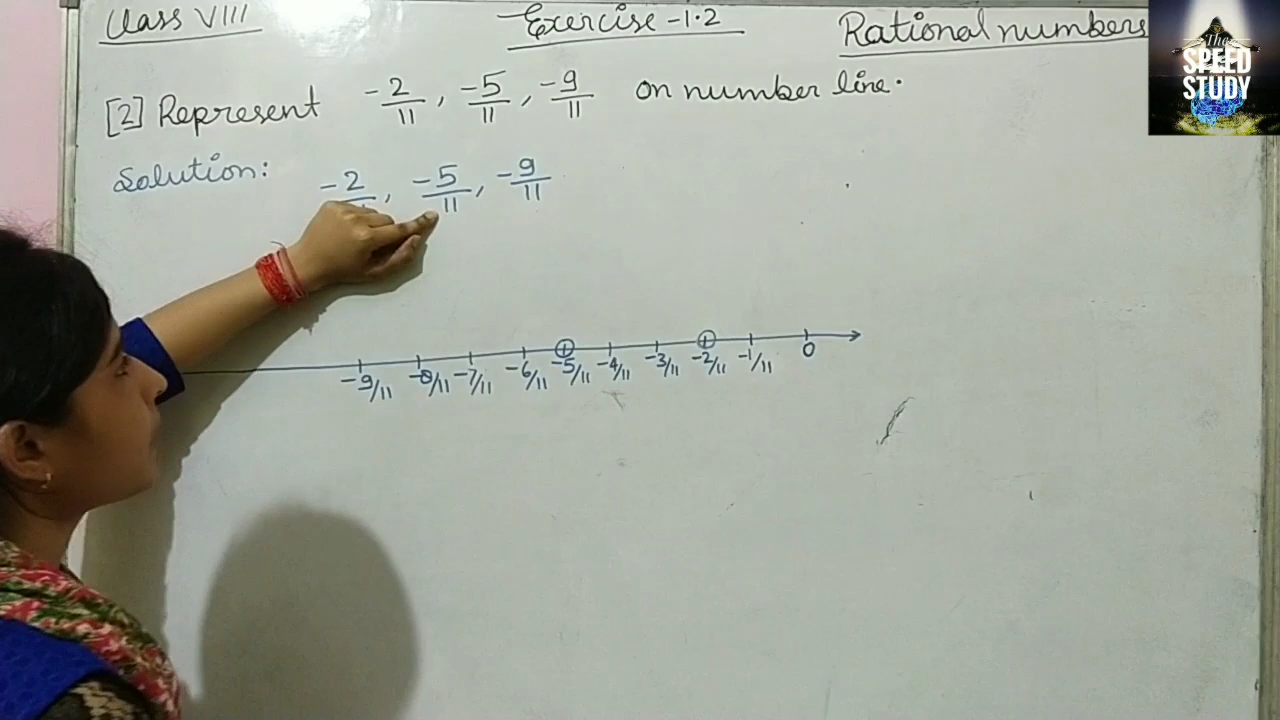 Class VIII Exercise-1.2 Rational numbers
The
SPEED
STUDY
[2] Represent -2/11, -5/11, -9/11 on number line.
Solution: -2/11, -5/11, -9/11
-9/11 -8/11 -7/11 -6/11 -5/11 -4/11 -3/11 -2/11 -1/11 0